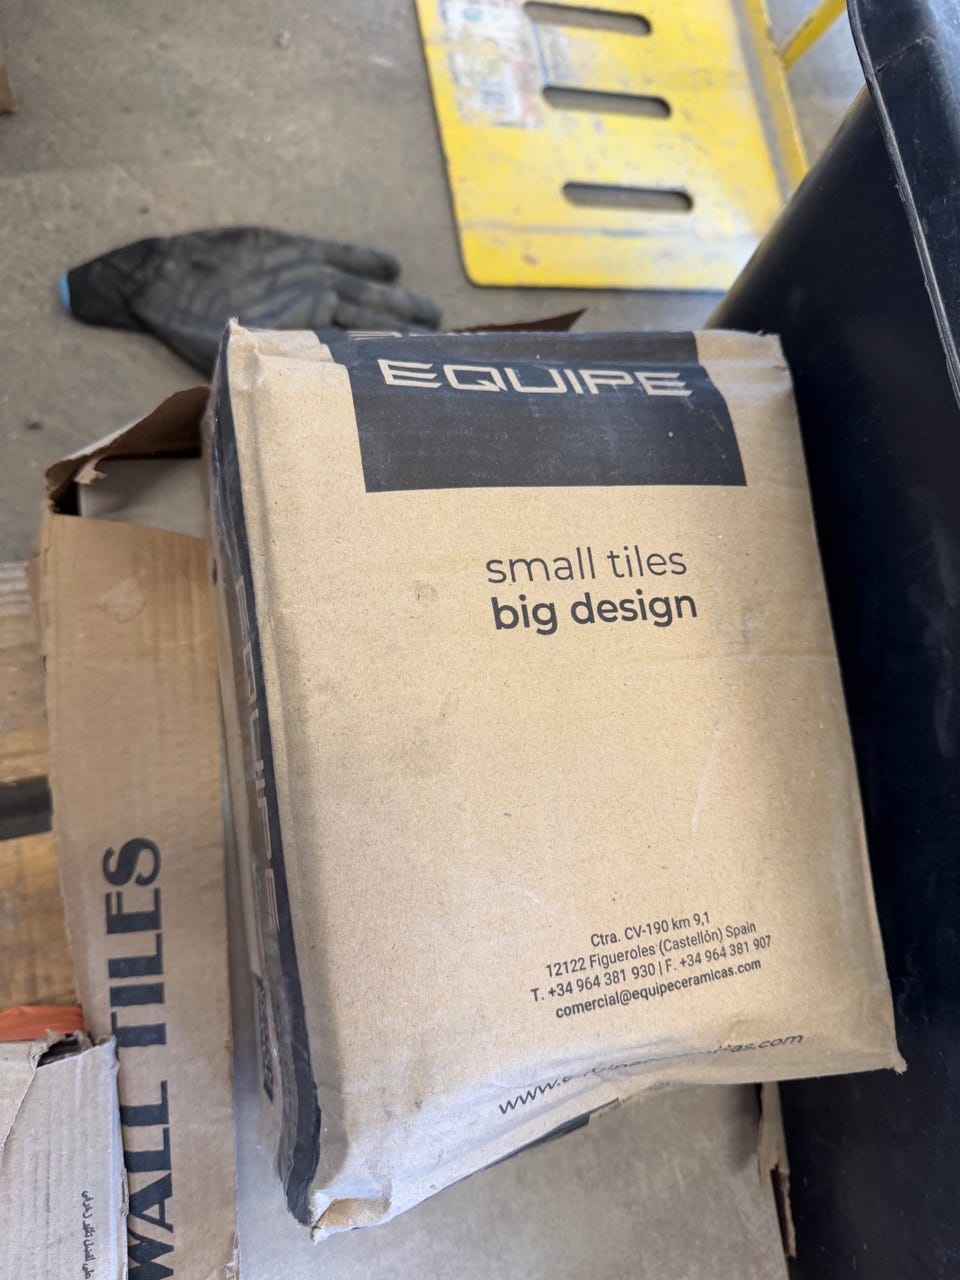 EQUIPE
small tiles
big design
Ctra. CV-190 km 9,1
12122 Figueroles (Castellón) Spain
T. +34 964 381 930 | F. +34 964 381 907
comercial@equipeceramicas.com
WALL TILES